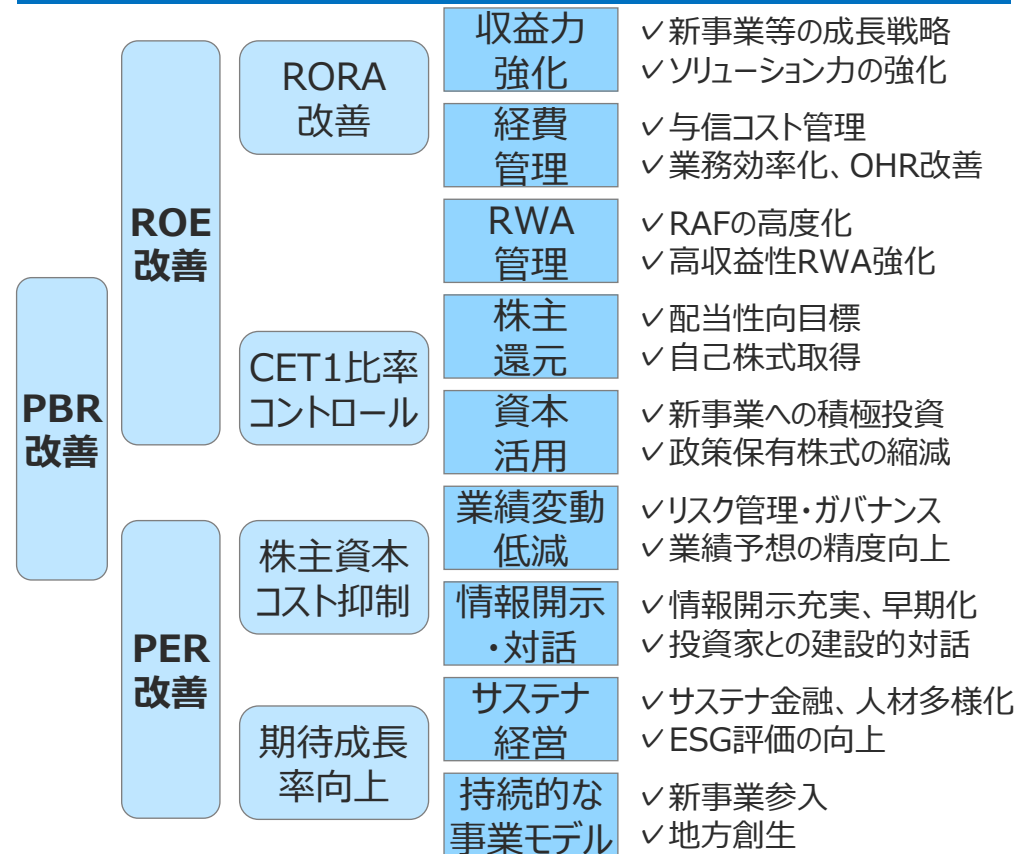 PBR
改善
ROE
改善
RORA
改善
収益力
強化
✓新事業等の成長戦略
✓ソリューション力の強化
経費
管理
✓与信コスト管理
✓業務効率化、OHR改善
RWA
管理
✓RAFの高度化
✓高収益性RWA強化
CET1比率
コントロール
株主
還元
✓配当性向目標
✓自己株式取得
資本
活用
✓新事業への積極投資
✓政策保有株式の縮減
PER
改善
株主資本
コスト抑制
業績変動
低減
✓リスク管理・ガバナンス
✓業績予想の精度向上
情報開示
・対話
✓情報開示充実、早期化
✓投資家との建設的対話
期待成長
率向上
サステナ
経営
✓サステナ金融、人材多様化
✓ESG評価の向上
持続的な
事業モデル
✓新事業参入
✓地方創生